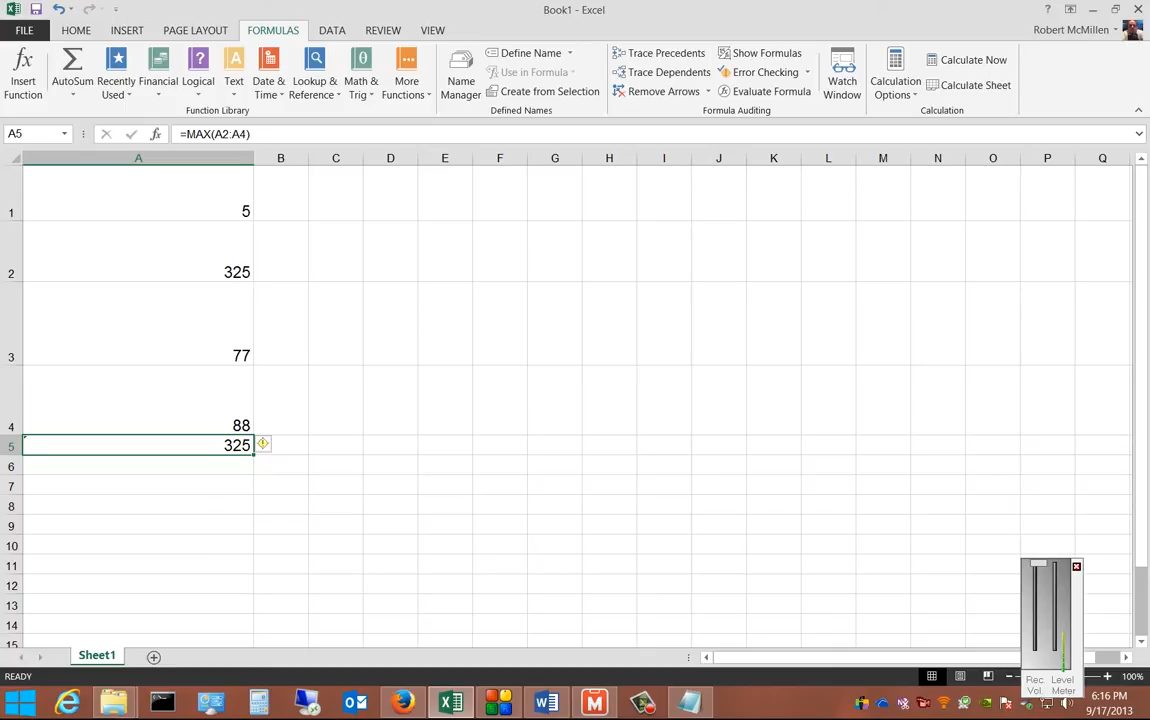 Book1 - Excel
FILE HOME INSERT PAGE LAYOUT FORMULAS DATA REVIEW VIEW Robert McMillen
Insert Function
AutoSum
Recently Used
Financial
Logical
Text
Date & Time
Lookup & Reference
Math & Trig
More Functions
Function Library
Name Manager
Define Name
Use in Formula
Create from Selection
Defined Names
Trace Precedents
Trace Dependents
Remove Arrows
Show Formulas
Error Checking
Evaluate Formula
Formula Auditing
Watch Window
Calculation Options
Calculate Now
Calculate Sheet
Calculation
A5 fx =MAX(A2:A4)
A B C D E F G H I J K L M N O P Q
1 5
2 325
3 77
4 88
5 325
6
7
8
9
10
11
12
13
14
15
Sheet1
Rec. Vol.
Level Meter
READY 100%
6:16 PM
9/17/2013